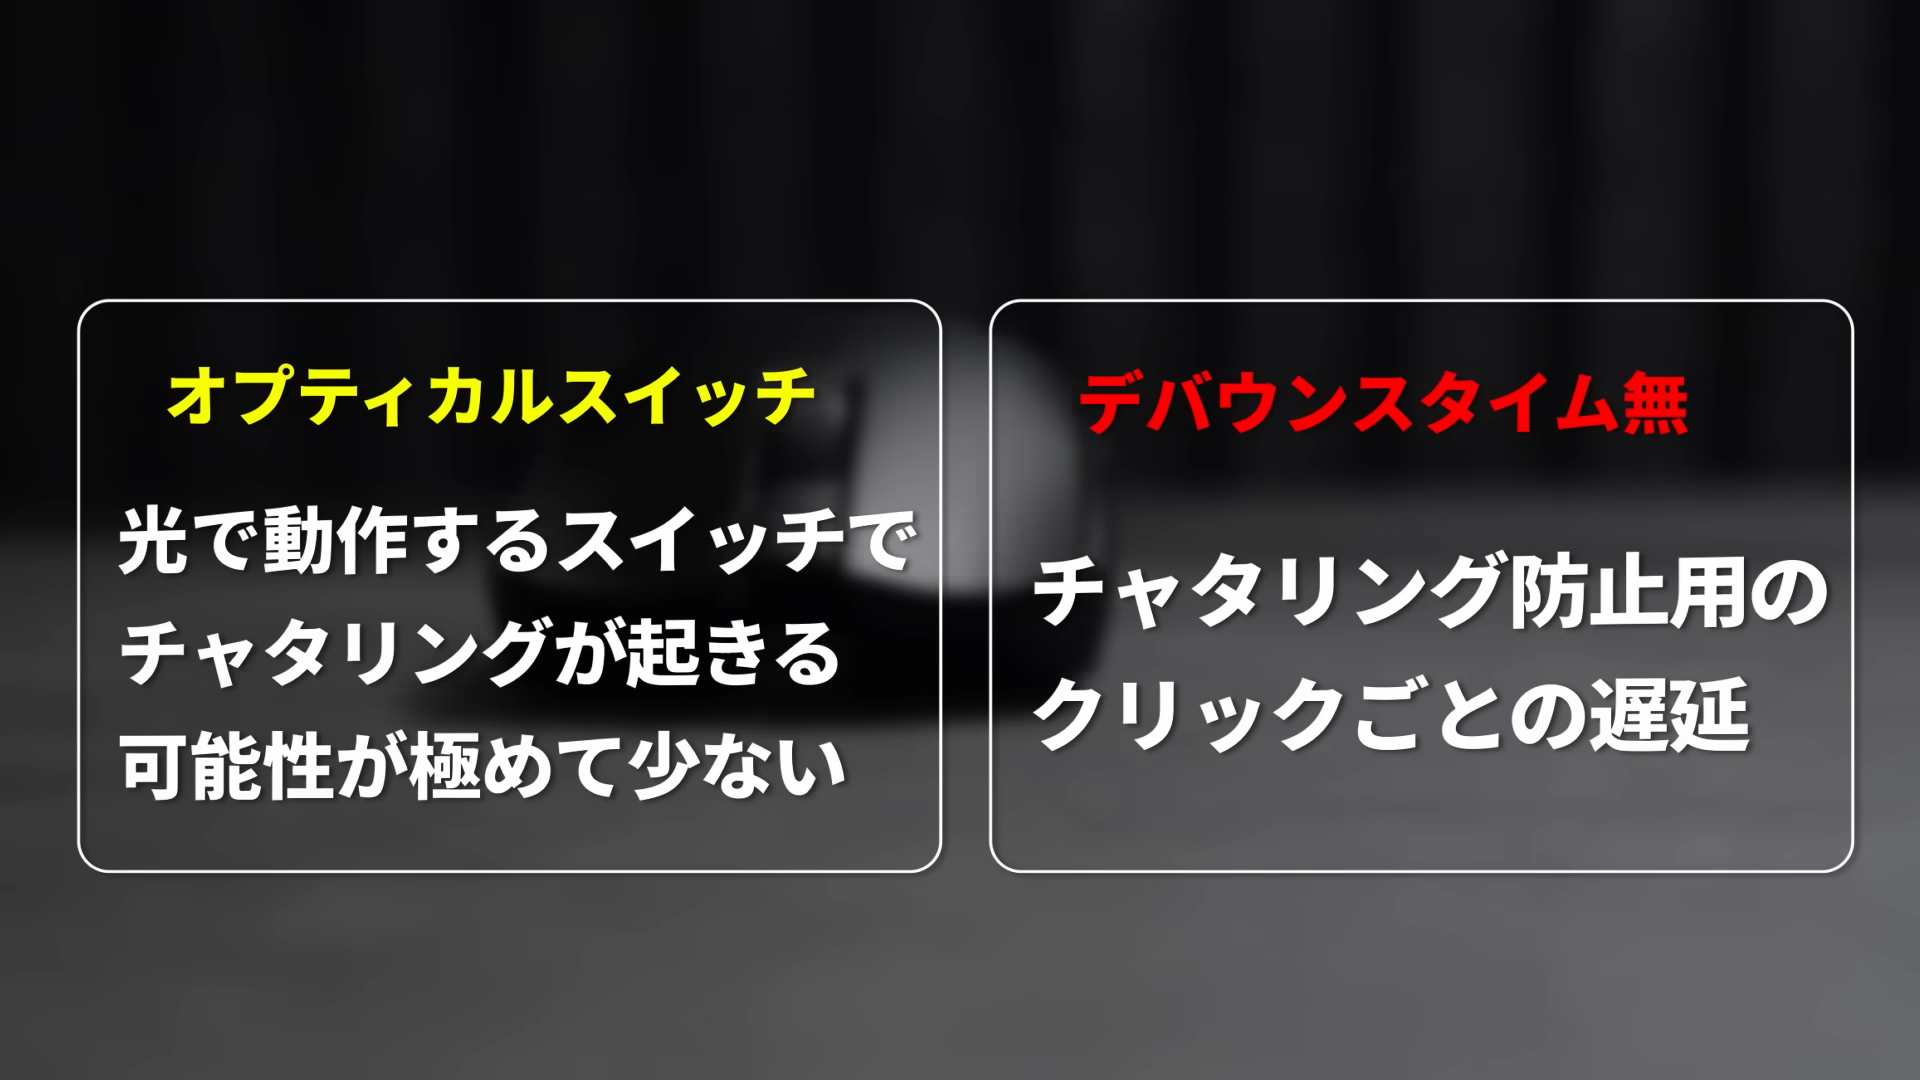 オプティカルスイッチ
光で動作するスイッチで
チャタリングが起きる
可能性が極めて少ない
デバウンスタイム無
チャタリング防止用の
クリックごとの遅延